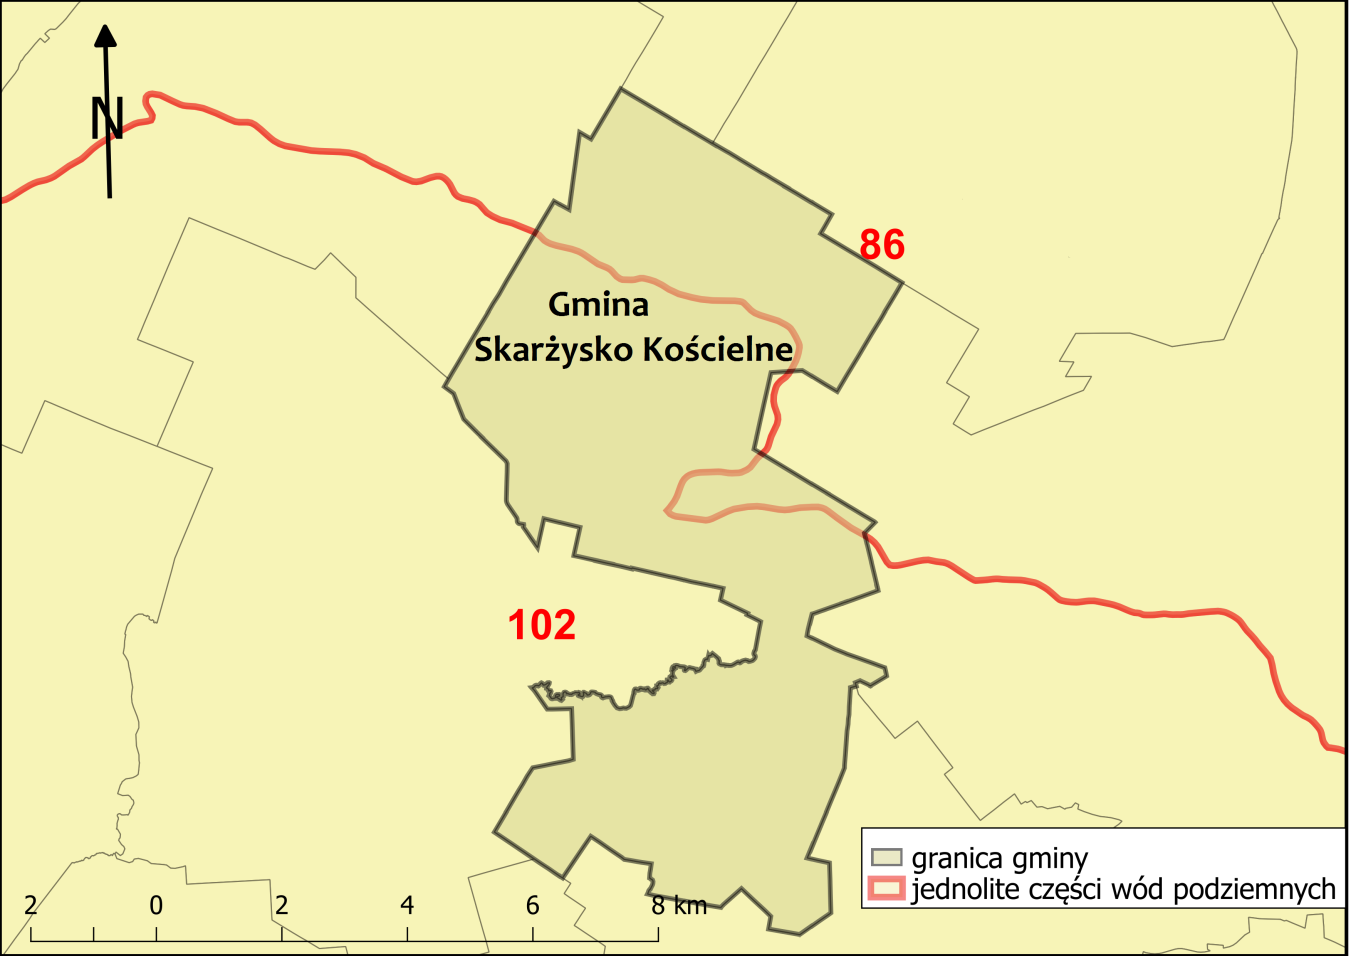 N
86
Gmina
Skarżysko Kościelne
102
granica gminy
jednolite części wód podziemnych
2 0 2 4 6 8 km